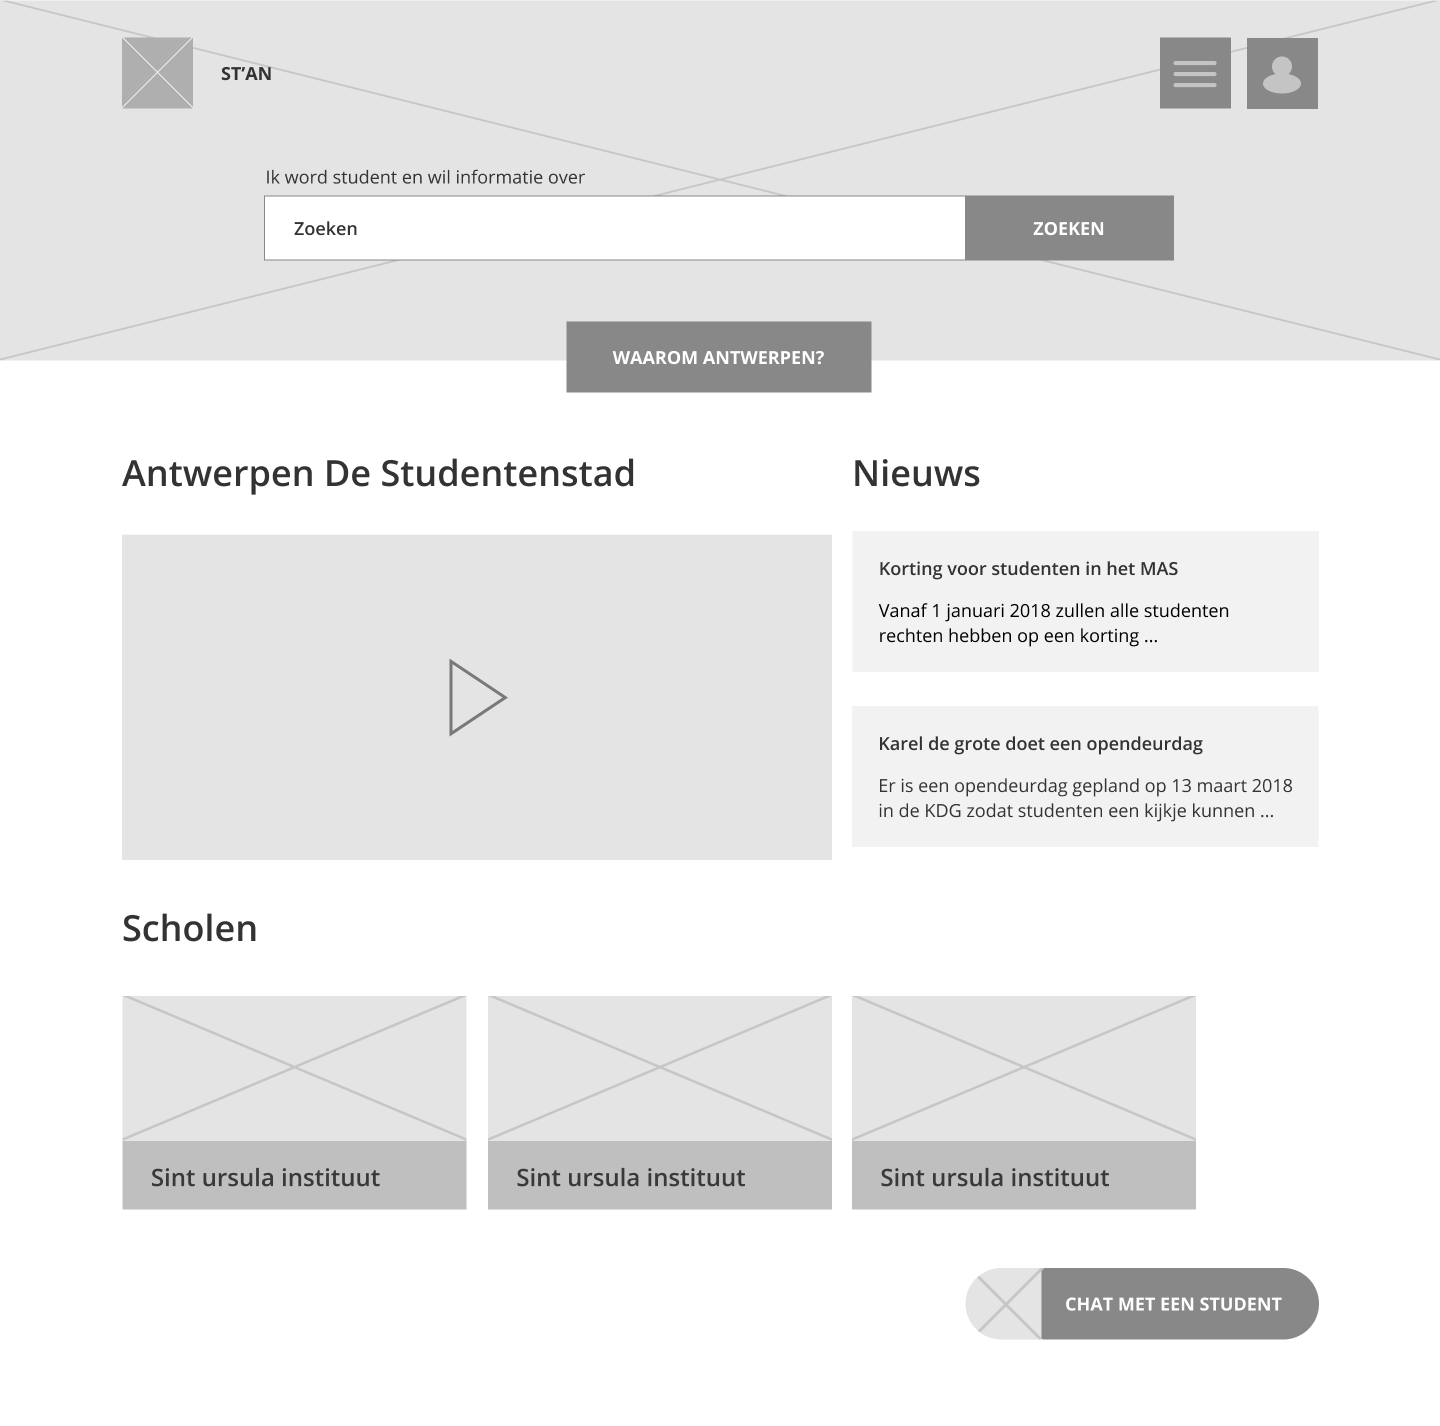 ST’AN
Ik word student en wil informatie over
Zoeken
ZOEKEN
WAAROM ANTWERPEN?
Antwerpen De Studentenstad
Nieuws
Korting voor studenten in het MAS
Vanaf 1 januari 2018 zullen alle studenten
rechten hebben op een korting ...
Karel de grote doet een opendeurdag
Er is een opendeurdag gepland op 13 maart 2018
in de KDG zodat studenten een kijkje kunnen ...
Scholen
Sint ursula instituut
Sint ursula instituut
Sint ursula instituut
CHAT MET EEN STUDENT